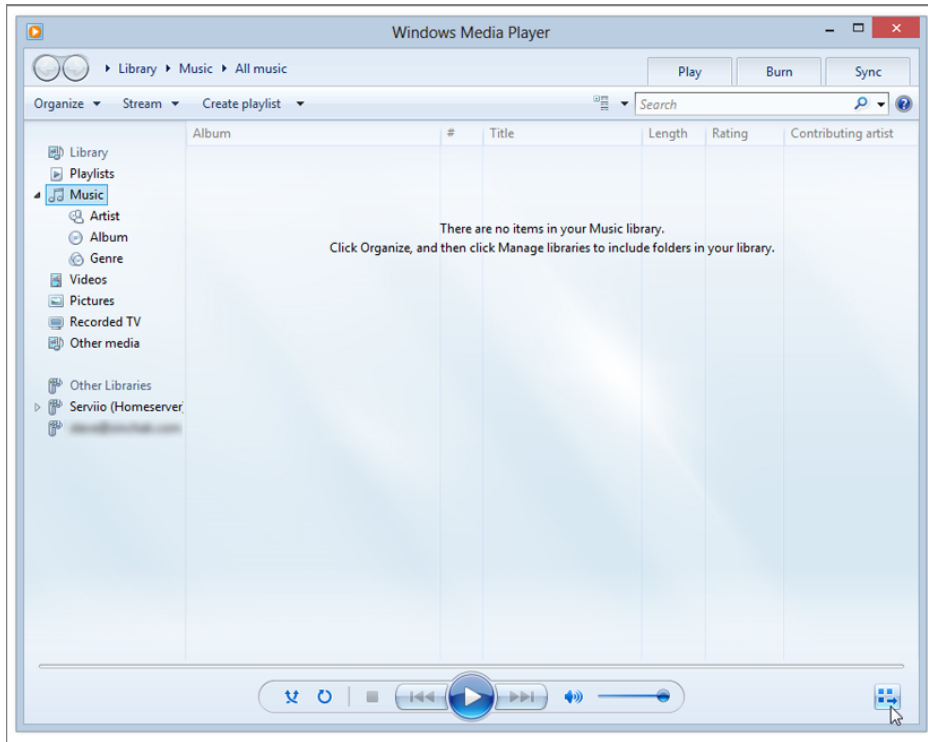 Windows Media Player
Library Music All music
Play Burn Sync
Organize Stream Create playlist Search
Album # Title Length Rating Contributing artist
Library
Playlists
Music
Artist
Album
Genre
Videos
Pictures
Recorded TV
Other media
Other Libraries
Serviio (Homeserver)
There are no items in your Music library.
Click Organize, and then click Manage libraries to include folders in your library.